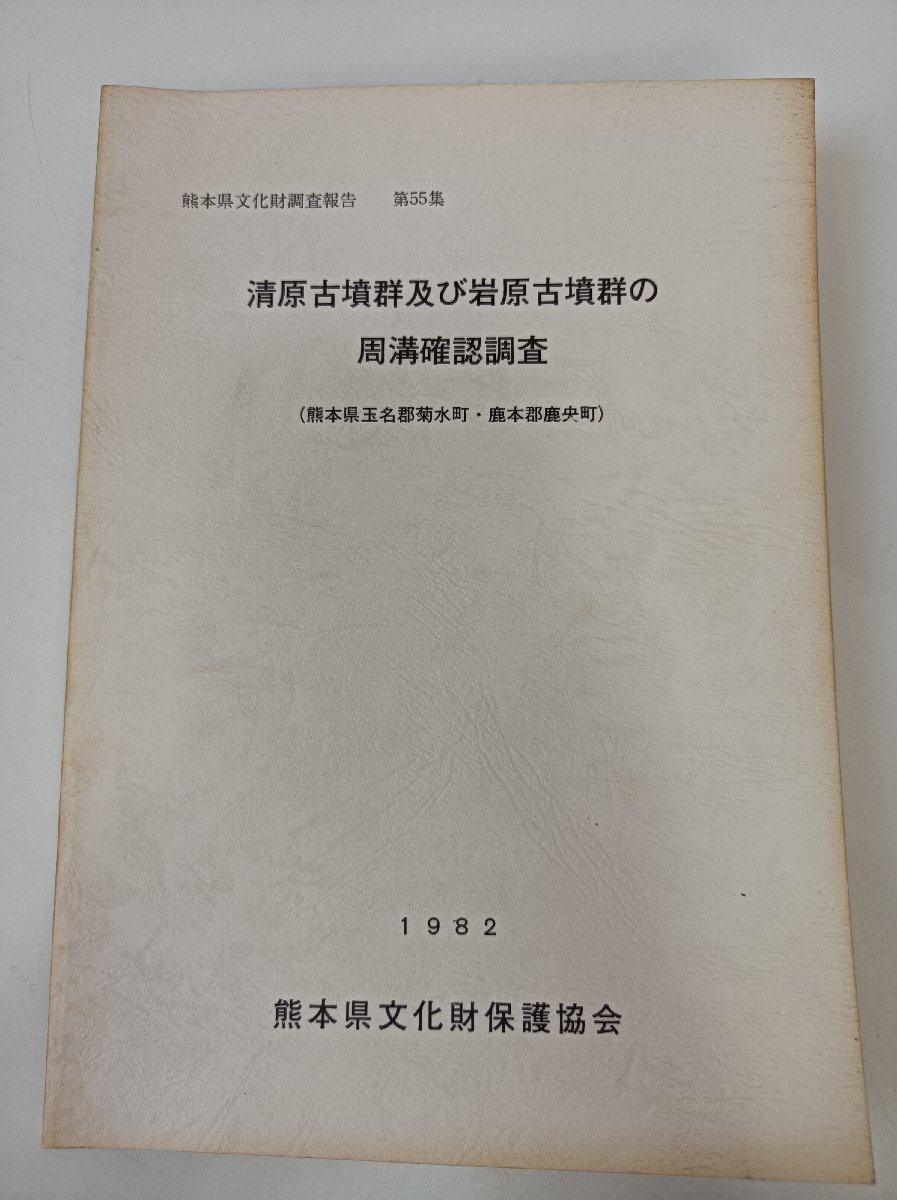 熊本県文化財調査報告　第55集
清原古墳群及び岩原古墳群の
周溝確認調査
（熊本県玉名郡菊水町・鹿本郡鹿央町）
1982
熊本県文化財保護協会